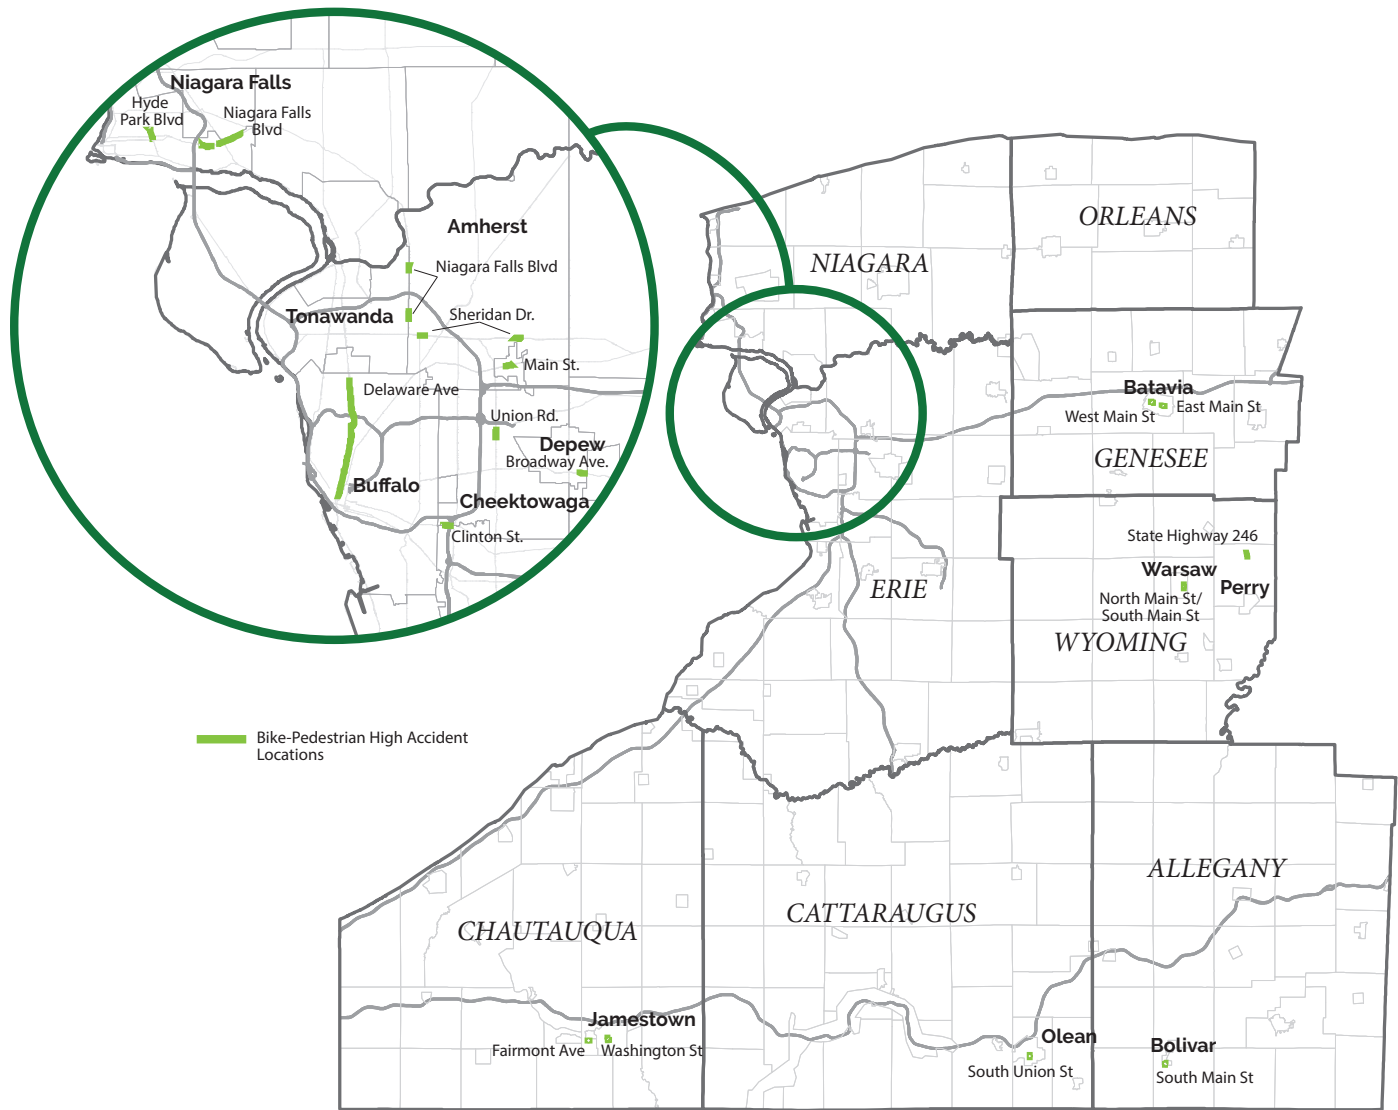 Niagara Falls
Hyde
Park Blvd
Niagara Falls
Blvd
Amherst
Niagara Falls Blvd
Tonawanda
Sheridan Dr.
Main St.
Delaware Ave
Union Rd.
Depew
Broadway Ave.
Buffalo
Cheektowaga
Clinton St.
ORLEANS
NIAGARA
Batavia
West Main St
East Main St
GENESEE
State Highway 246
Warsaw
Perry
North Main St/
South Main St
ERIE
WYOMING
Bike-Pedestrian High Accident
Locations
ALLEGANY
CATTARAUGUS
CHAUTAUQUA
Jamestown
Fairmont Ave
Washington St
Olean
South Union St
Bolivar
South Main St